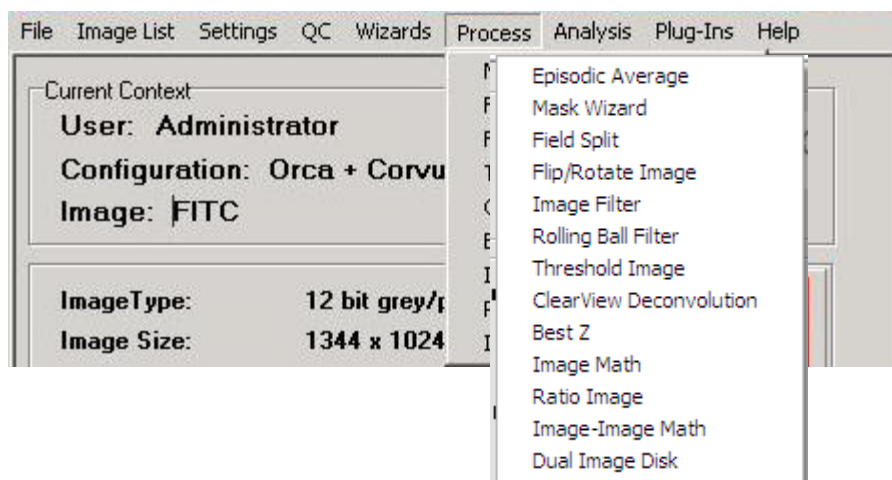 File Image List Settings QC Wizards Process Analysis Plug-Ins Help
Current Context
User: Administrator
Configuration: Orca +
Image: FITC
ImageType: 12 bit
Image Size: 1344 x 1024
Episodic Average
Mask Wizard
Field Split
Flip/Rotate Image
Image Filter
Rolling Ball Filter
Threshold Image
ClearView Deconvolution
Best Z
Image Math
Ratio Image
Image-Image Math
Dual Image Disk